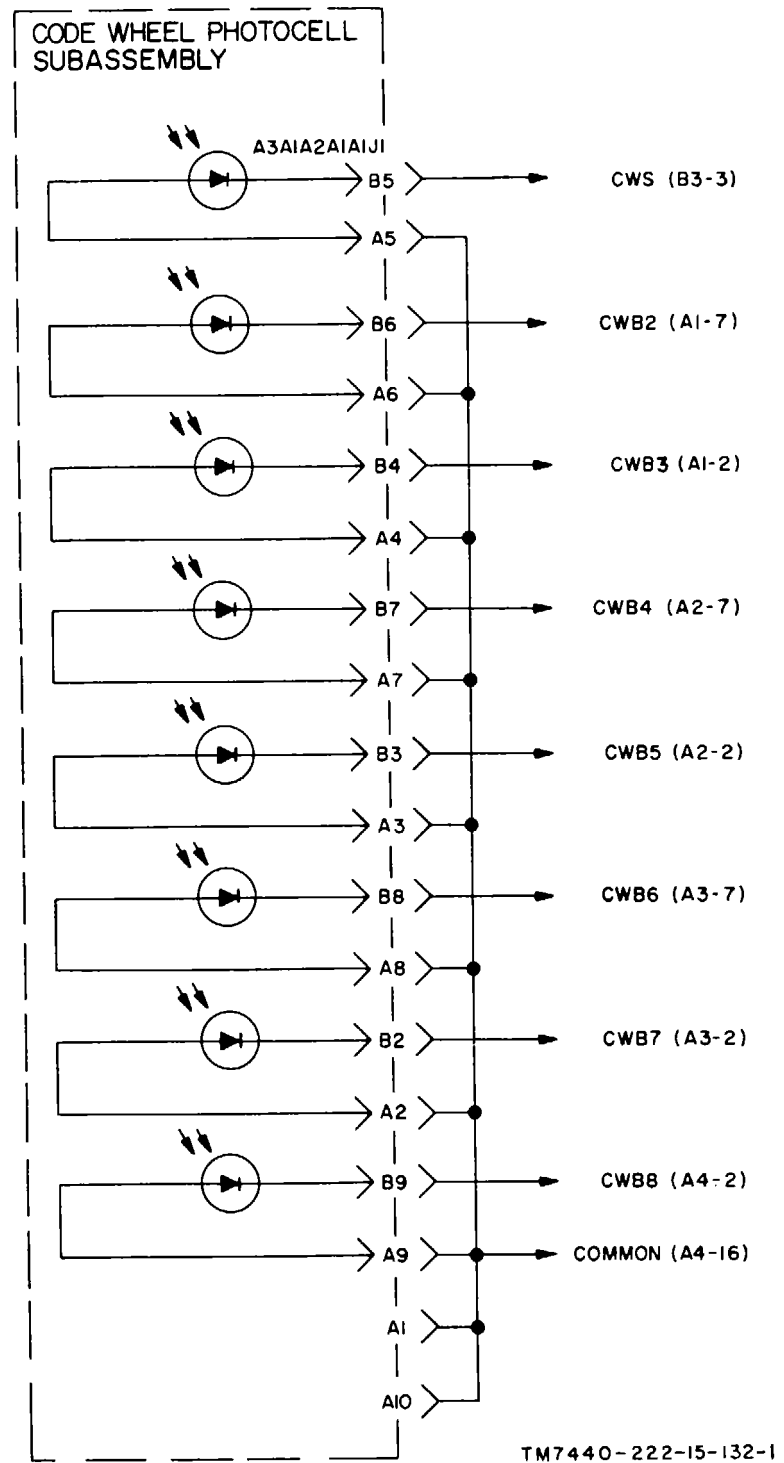 CODE WHEEL PHOTOCELL
SUBASSEMBLY
A3A1A2A1A1J1
B5 CWS (B3-3)
A5
B6 CWB2 (A1-7)
A6
B4 CWB3 (A1-2)
A4
B7 CWB4 (A2-7)
A7
B3 CWB5 (A2-2)
A3
B8 CWB6 (A3-7)
A8
B2 CWB7 (A3-2)
A2
B9 CWB8 (A4-2)
A9 COMMON (A4-16)
A1
A10
TM7440-222-15-132-1